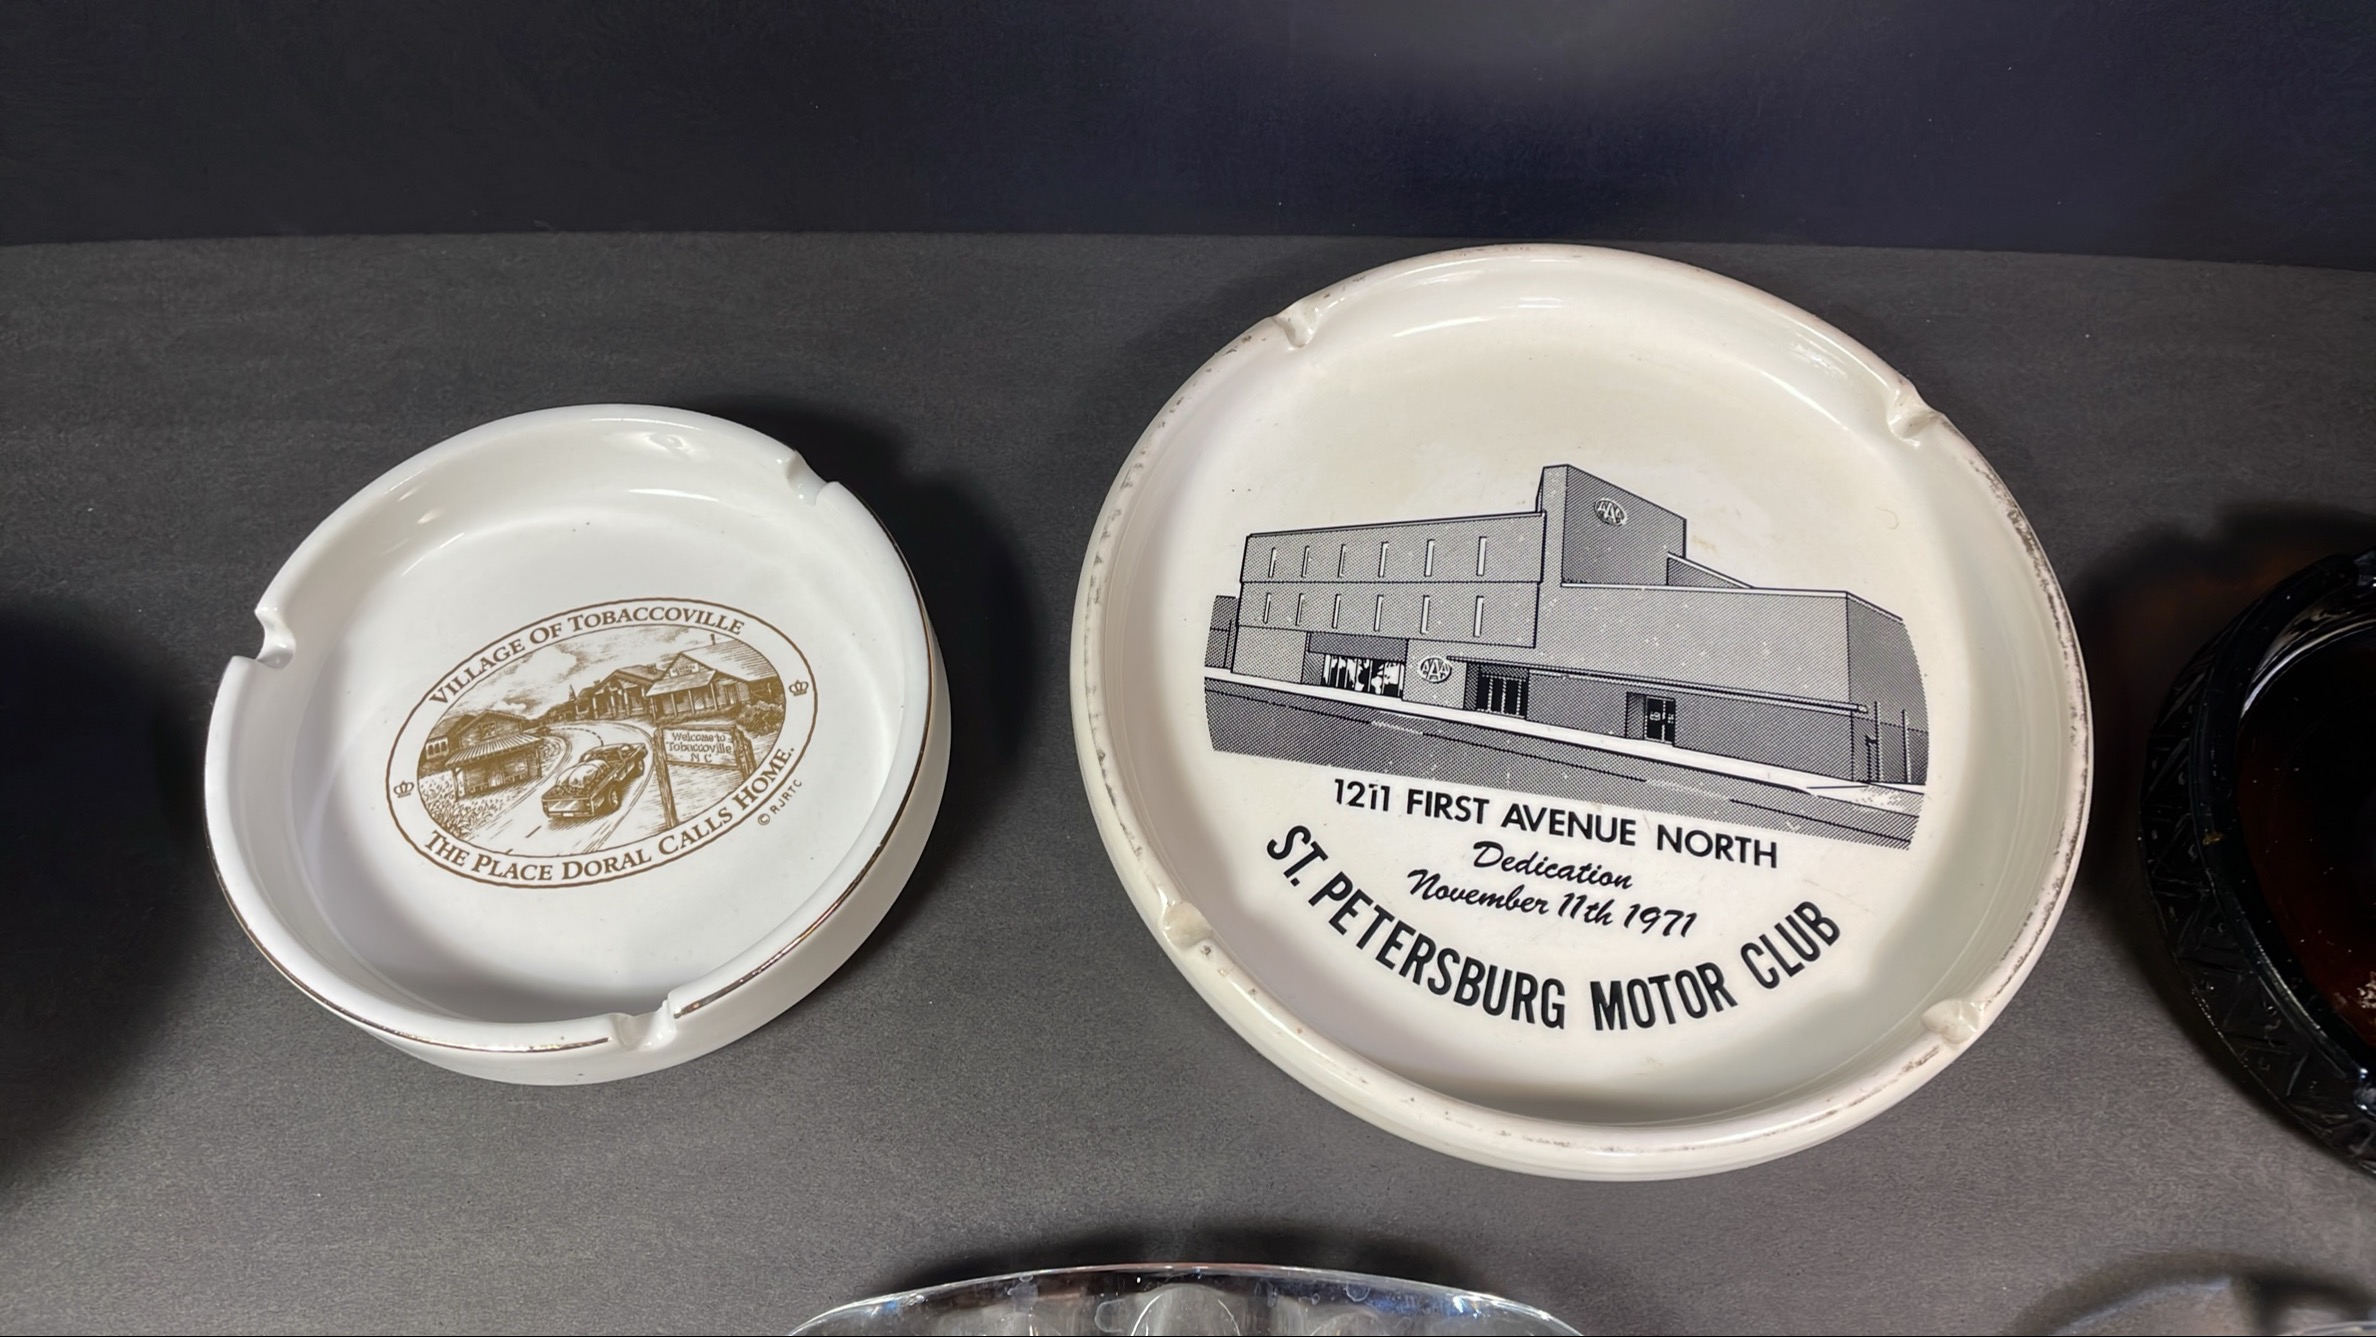 VILLAGE OF TOBACCOVILLE
Welcome to
Tobaccoville
NC
THE PLACE DORAL CALLS HOME.
© RJRTC
AAA
AAA
1211 FIRST AVENUE NORTH
Dedication
November 11th 1971
ST. PETERSBURG MOTOR CLUB